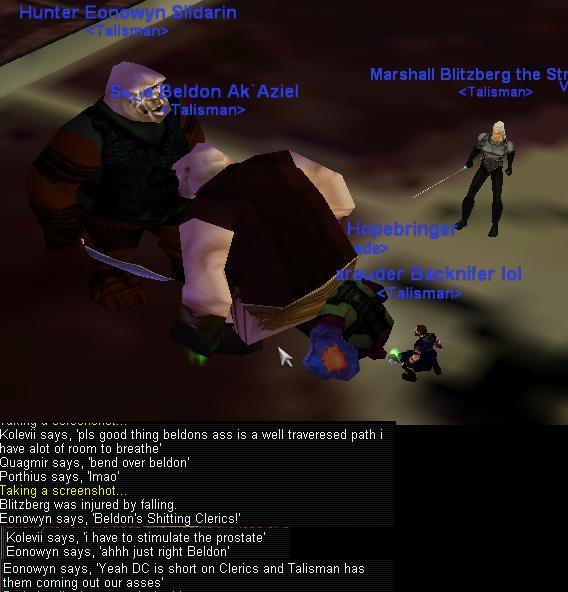 Hunter Eonowyn Sildarin
<Talisman>
Beldon Ak`Aziel
<Talisman>
Marshall Blitzberg the Str
<Talisman>
V
Hopebringer
ade>
arauder Backnifer lol
<Talisman>
Taking a screenshot...
Kolevii says, 'pls good thing beldons ass is a well traveresed path i
have alot of room to breathe'
Quagmir says, 'bend over beldon'
Porthius says, 'lmao'
Taking a screenshot...
Blitzberg was injured by falling.
Eonowyn says, 'Beldon's Shitting Clerics!'
Kolevii says, 'i have to stimulate the prostate'
Eonowyn says, 'ahhh just right Beldon'
Eonowyn says, 'Yeah DC is short on Clerics and Talisman has
them coming out our asses'